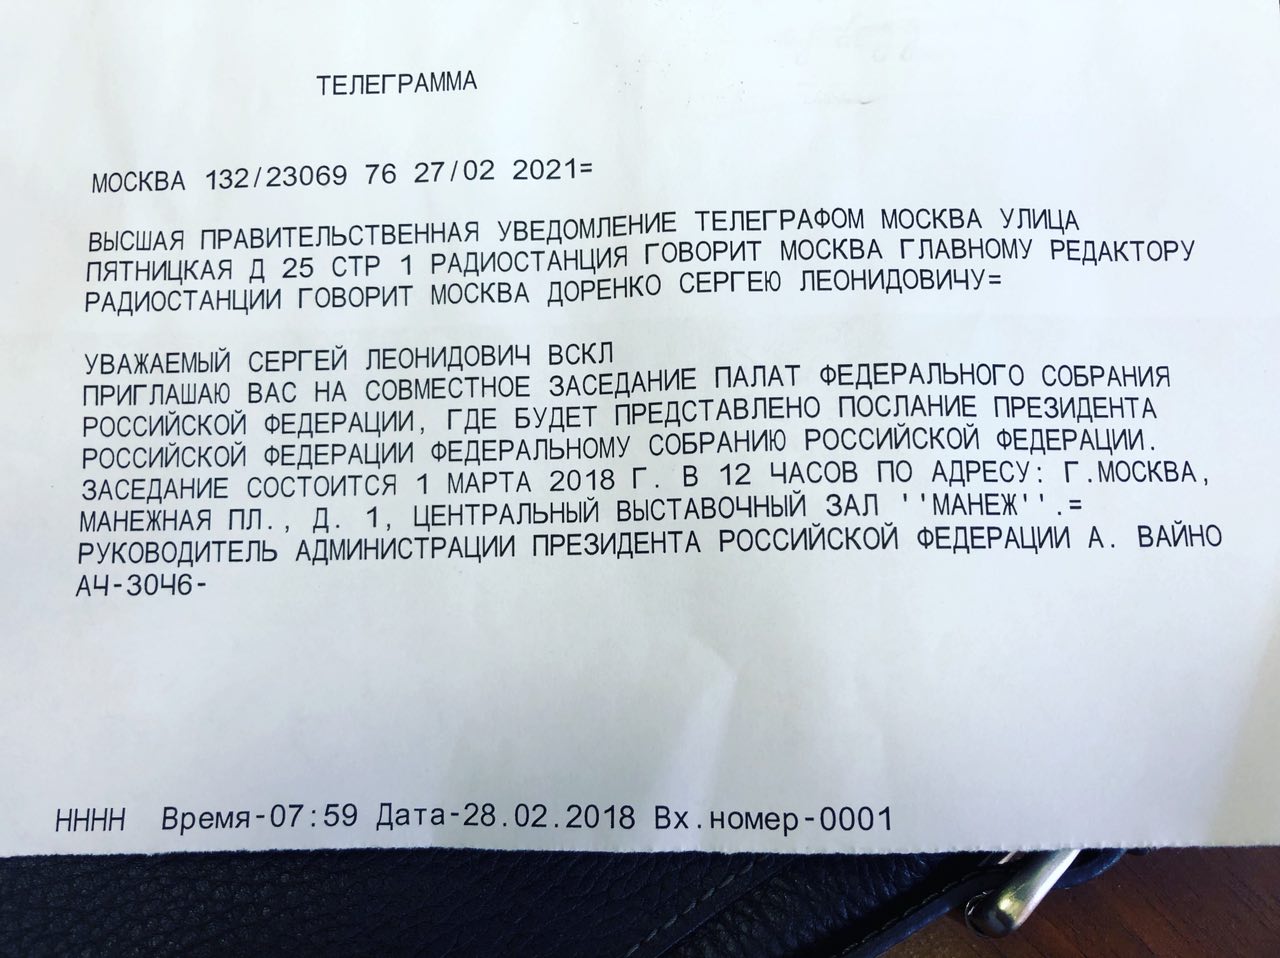 ТЕЛЕГРАММА
МОСКВА 132/23069 76 27/02 2021=
ВЫСШАЯ ПРАВИТЕЛЬСТВЕННАЯ УВЕДОМЛЕНИЕ ТЕЛЕГРАФОМ МОСКВА УЛИЦА
ПЯТНИЦКАЯ Д 25 СТР 1 РАДИОСТАНЦИЯ ГОВОРИТ МОСКВА ГЛАВНОМУ РЕДАКТОРУ
РАДИОСТАНЦИИ ГОВОРИТ МОСКВА ДОРЕНКО СЕРГЕЮ ЛЕОНИДОВИЧУ=
УВАЖАЕМЫЙ СЕРГЕЙ ЛЕОНИДОВИЧ ВСКЛ
ПРИГЛАШАЮ ВАС НА СОВМЕСТНОЕ ЗАСЕДАНИЕ ПАЛАТ ФЕДЕРАЛЬНОГО СОБРАНИЯ
РОССИЙСКОЙ ФЕДЕРАЦИИ, ГДЕ БУДЕТ ПРЕДСТАВЛЕНО ПОСЛАНИЕ ПРЕЗИДЕНТА
РОССИЙСКОЙ ФЕДЕРАЦИИ ФЕДЕРАЛЬНОМУ СОБРАНИЮ РОССИЙСКОЙ ФЕДЕРАЦИИ.
ЗАСЕДАНИЕ СОСТОИТСЯ 1 МАРТА 2018 Г. В 12 ЧАСОВ ПО АДРЕСУ: Г.МОСКВА,
МАНЕЖНАЯ ПЛ., Д. 1, ЦЕНТРАЛЬНЫЙ ВЫСТАВОЧНЫЙ ЗАЛ ''МАНЕЖ''.=
РУКОВОДИТЕЛЬ АДМИНИСТРАЦИИ ПРЕЗИДЕНТА РОССИЙСКОЙ ФЕДЕРАЦИИ А. ВАЙНО
АЧ-3046-
НННН Время-07:59 Дата-28.02.2018 Вх.номер-0001